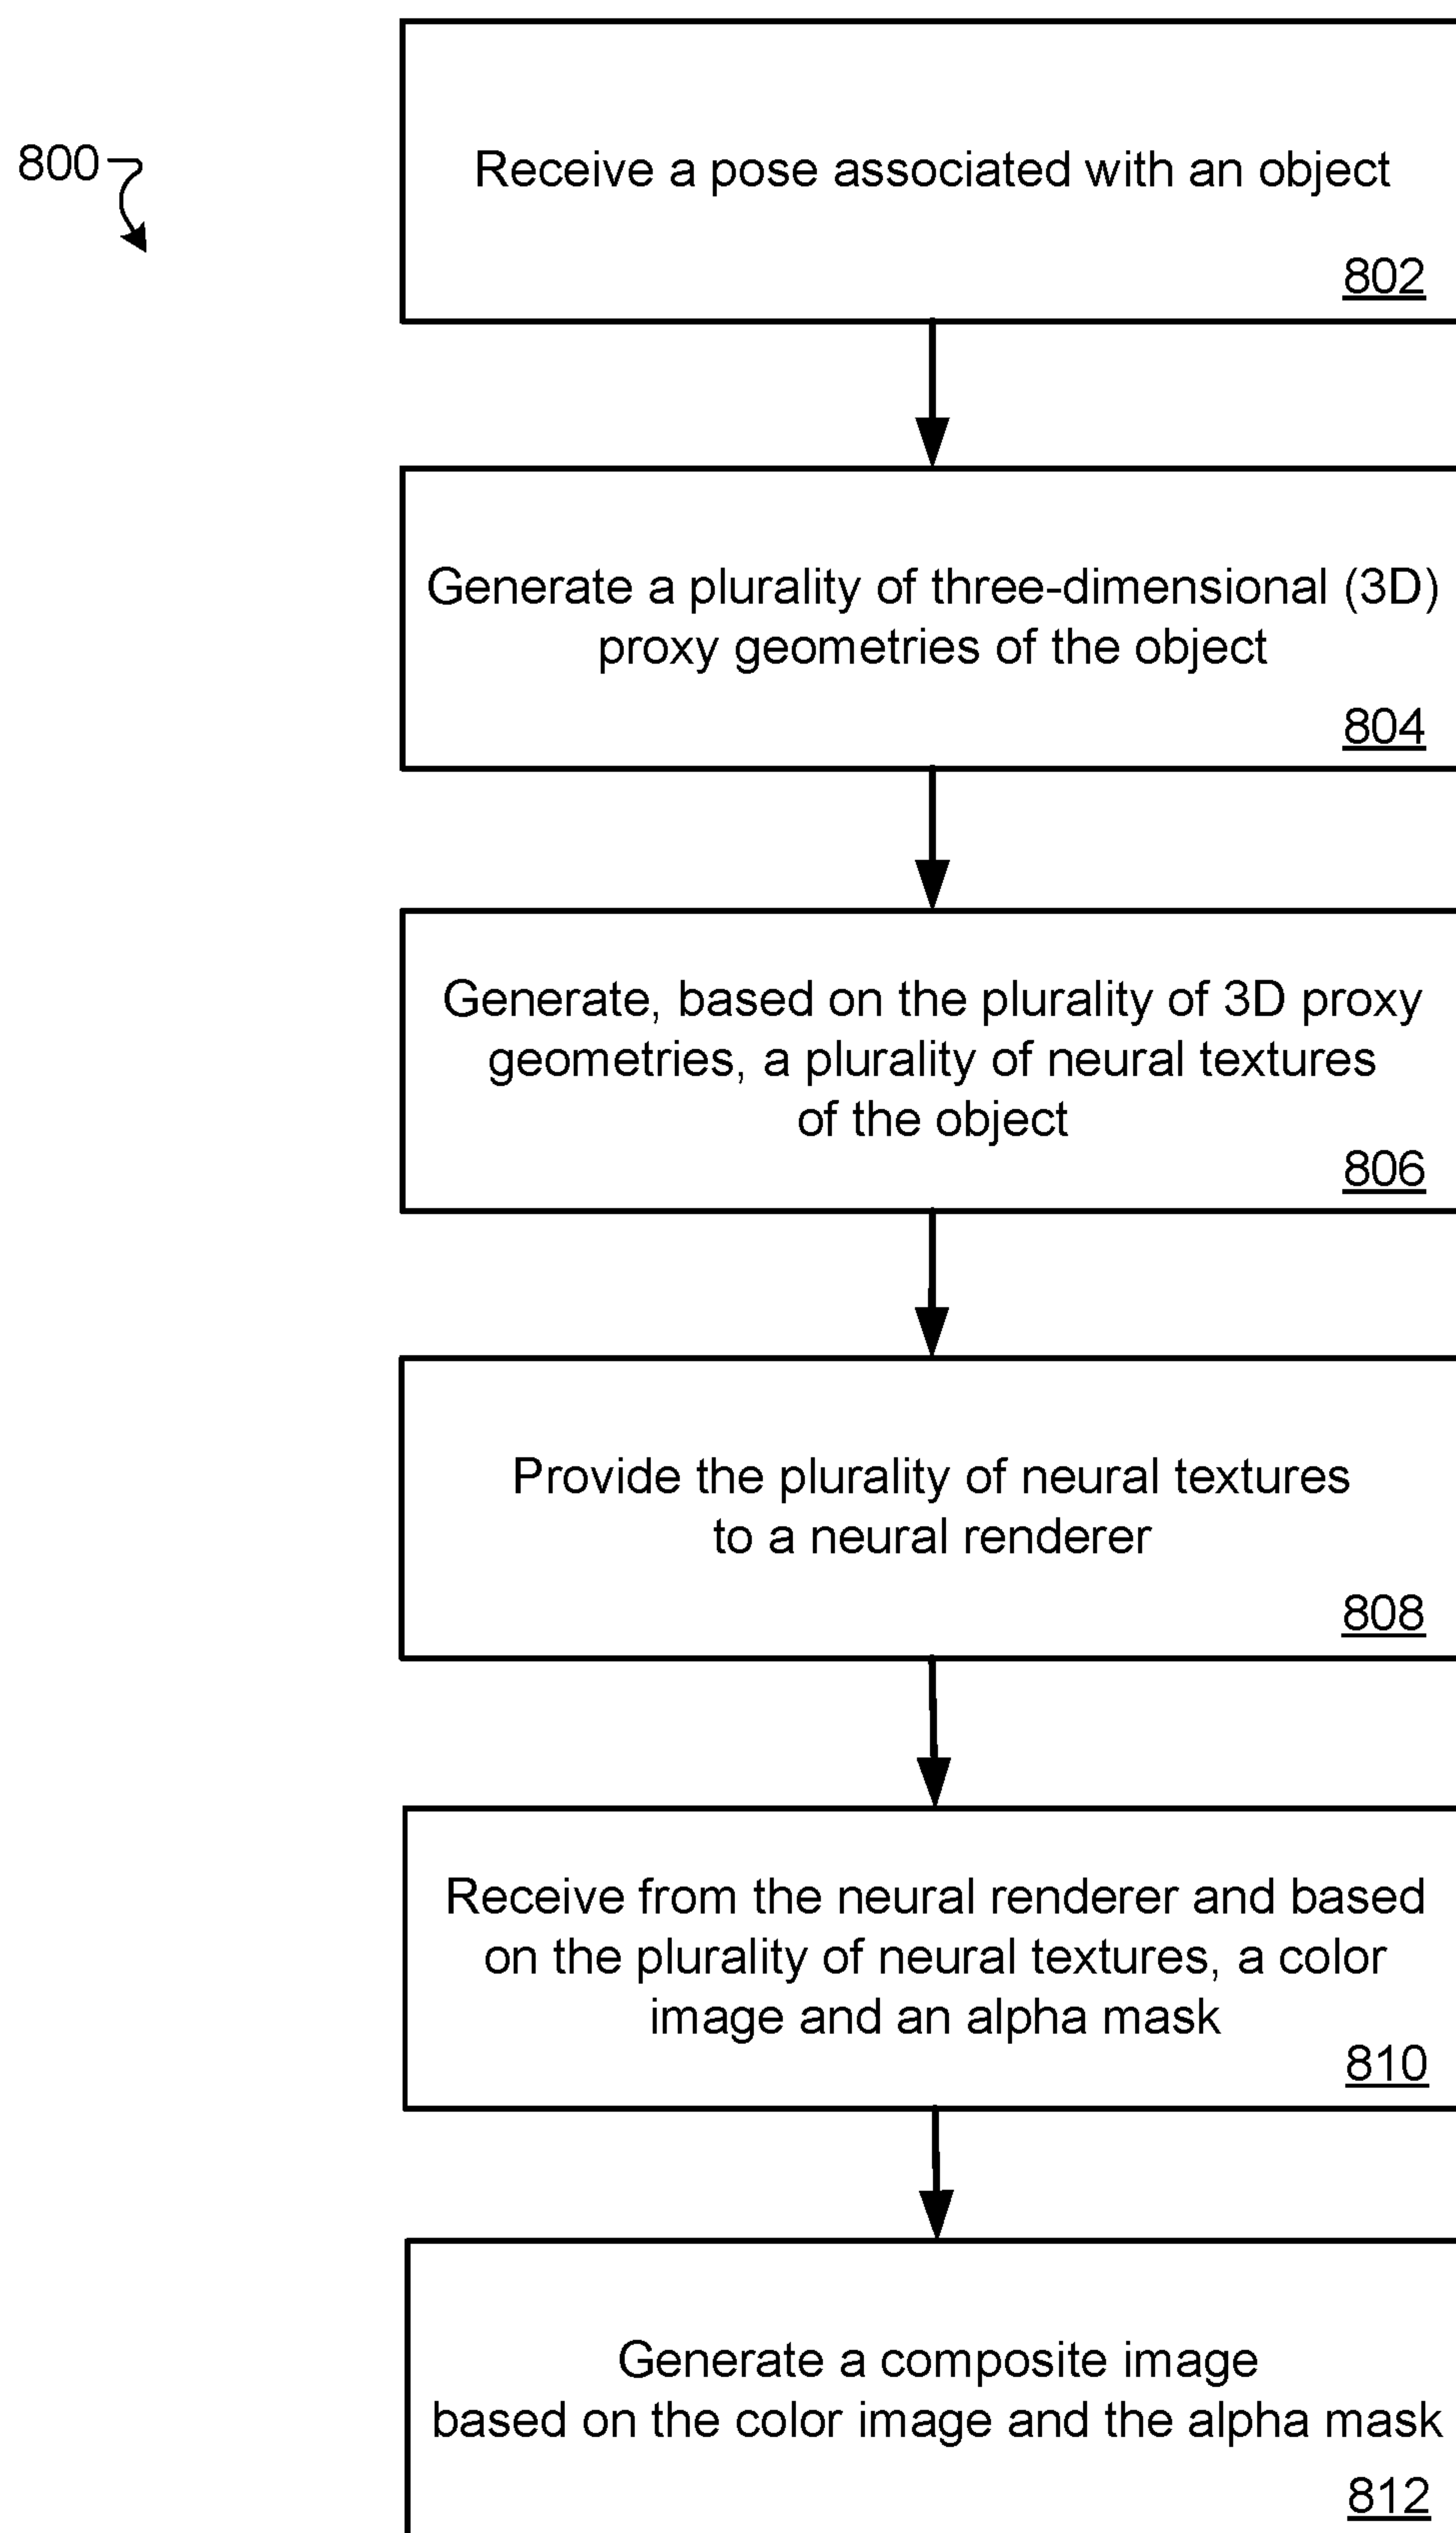 800
Receive a pose associated with an object
802
Generate a plurality of three-dimensional (3D)
proxy geometries of the object
804
Generate, based on the plurality of 3D proxy
geometries, a plurality of neural textures
of the object
806
Provide the plurality of neural textures
to a neural renderer
808
Receive from the neural renderer and based
on the plurality of neural textures, a color
image and an alpha mask
810
Generate a composite image
based on the color image and the alpha mask
812